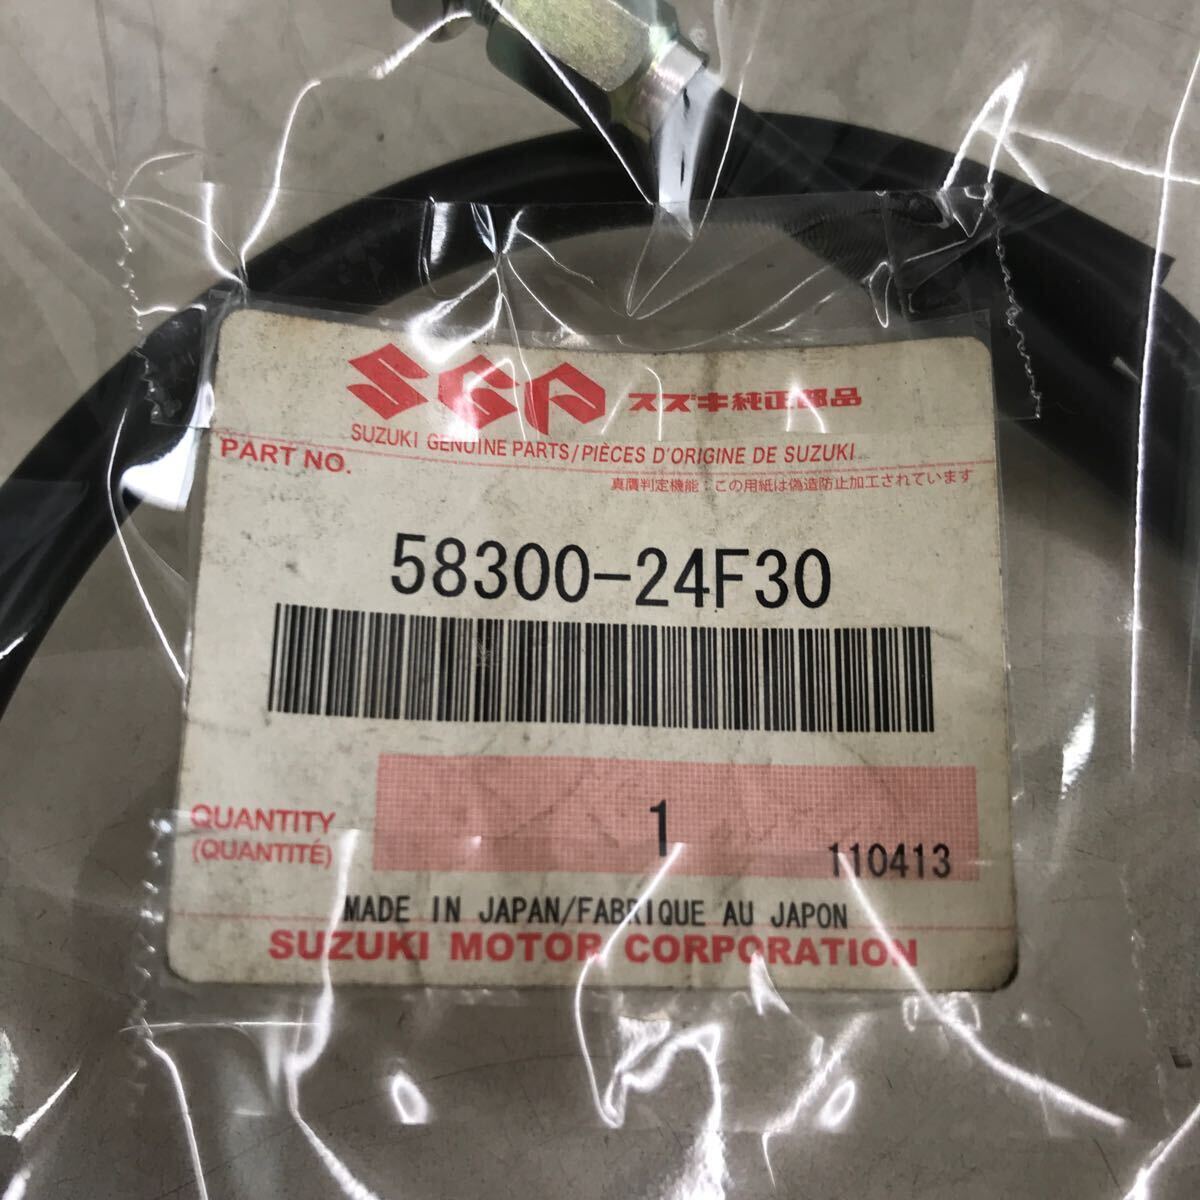 SGP スズキ純正部品
SUZUKI GENUINE PARTS/PIÈCES D'ORIGINE DE SUZUKI
PART NO.
真贋判定機能：この用紙は偽造防止加工されています
58300-24F30
QUANTITY
(QUANTITÉ)
1
110413
MADE IN JAPAN/FABRIQUE AU JAPON
SUZUKI MOTOR CORPORATION